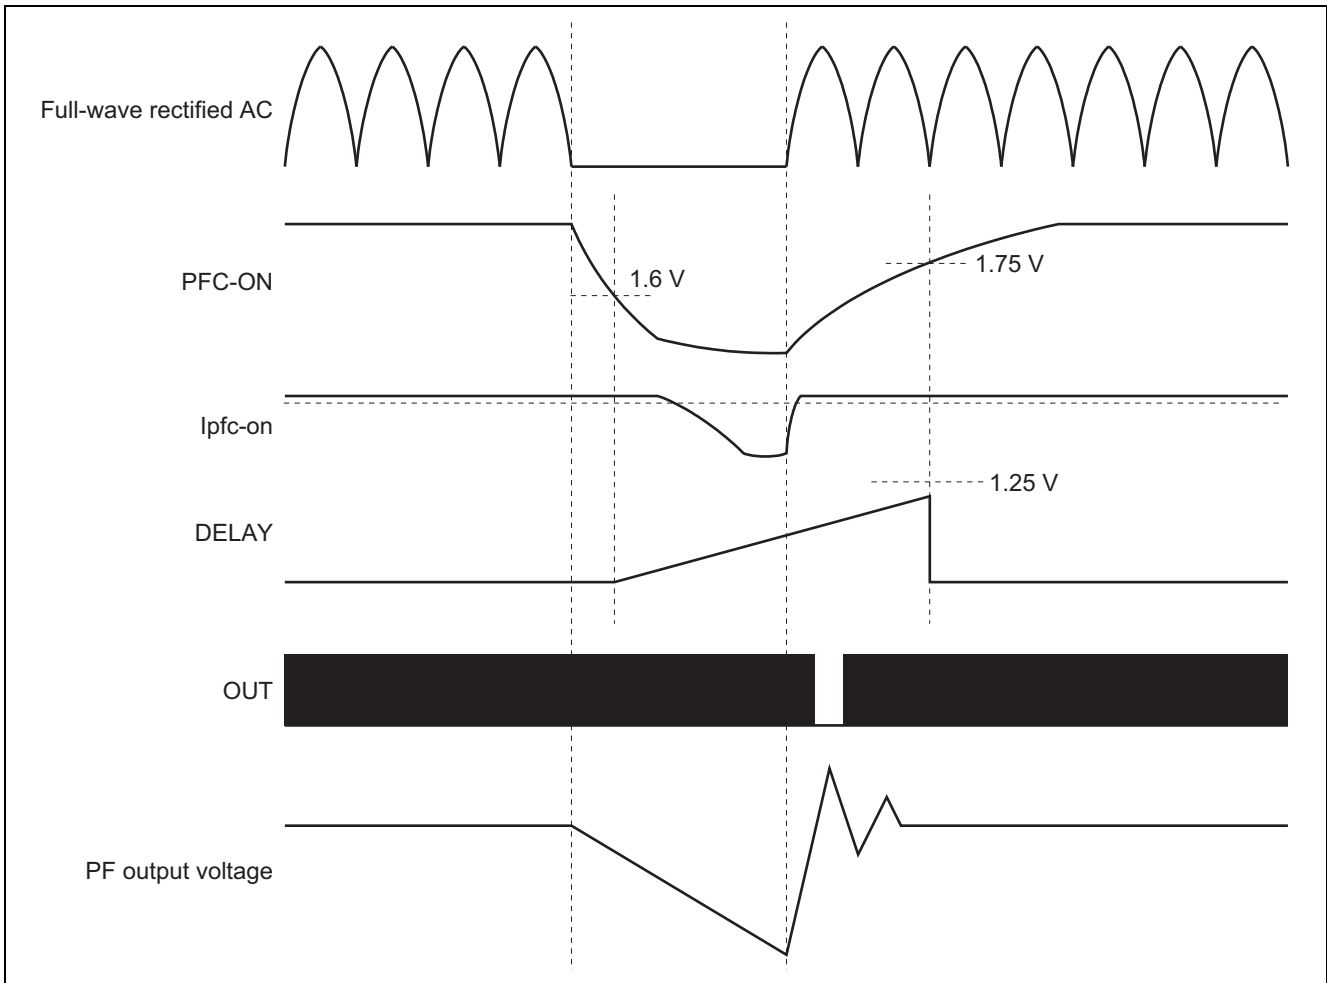 Full-wave rectified AC
PFC-ON
1.6 V
1.75 V
Ipfc-on
1.25 V
DELAY
OUT
PF output voltage